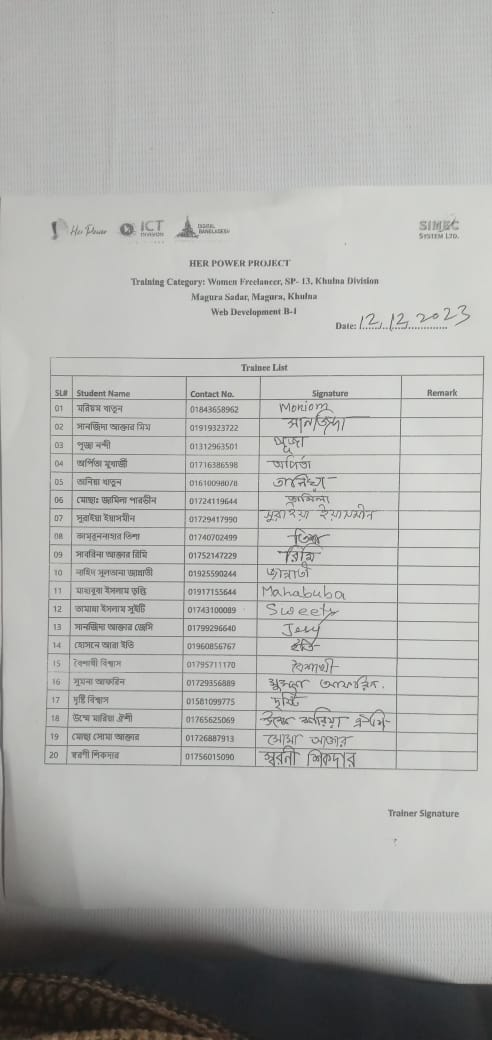 Her Power
ICT
DIVISION
DIGITAL
BANGLADESH
SIMEC
SYSTEM LTD.
HER POWER PROJECT
Training Category: Women Freelancer, SP- 13, Khulna Division
Magura Sadar, Magura, Khulna
Web Development B-1
Date: 12.12.2023
Trainee List
SL# Student Name Contact No. Signature Remark
01 মরিয়ম খাতুন 01843658962 Moriom
02 সানজিদা আক্তার মিম 01919323722 সানজিদা
03 পূজা নন্দী 01312963501 পূজা
04 অর্পিতা মুখার্জী 01716386598 অর্পিতা
05 তানিয়া খাতুন 01610098078 তানিয়া
06 মোছাঃ জামিলা পারভীন 01724119644 জামিলা
07 সুরাইয়া ইয়াসমীন 01729417990 সুরাইয়া ইয়াসমীন
08 কামরুননাহার তিশা 01740702499 তিশা
09 সাবরিনা আক্তার রিমি 01752147229 রিমি
10 নাহিদ সুলতানা জান্নাতী 01925590244 জান্নাতী
11 মাহাবুবা ইসলাম তৃপ্তি 01917155644 Mahabuba
12 তামান্না ইসলাম সুইটি 01743100089 Sweety
13 সানজিদা আক্তার জেসি 01799296640 Jecy
14 হোসনে আরা ইতি 01960856767 ইতি
15 বৈশাখী বিশ্বাস 01795711170 বৈশাখী
16 সুমনা আফরিন 01729356889 সুমনা আফরিন.
17 দৃষ্টি বিশ্বাস 01581099775 দৃষ্টি
18 উম্মে মারিয়া ঐশী 01765625069 উম্মে মারিয়া ঐশী
19 মোছা সোমা আক্তার 01726887913 সোমা আক্তার
20 স্বরণী শিকদার 01756015090 স্বরনী শিকদার
Trainer Signature